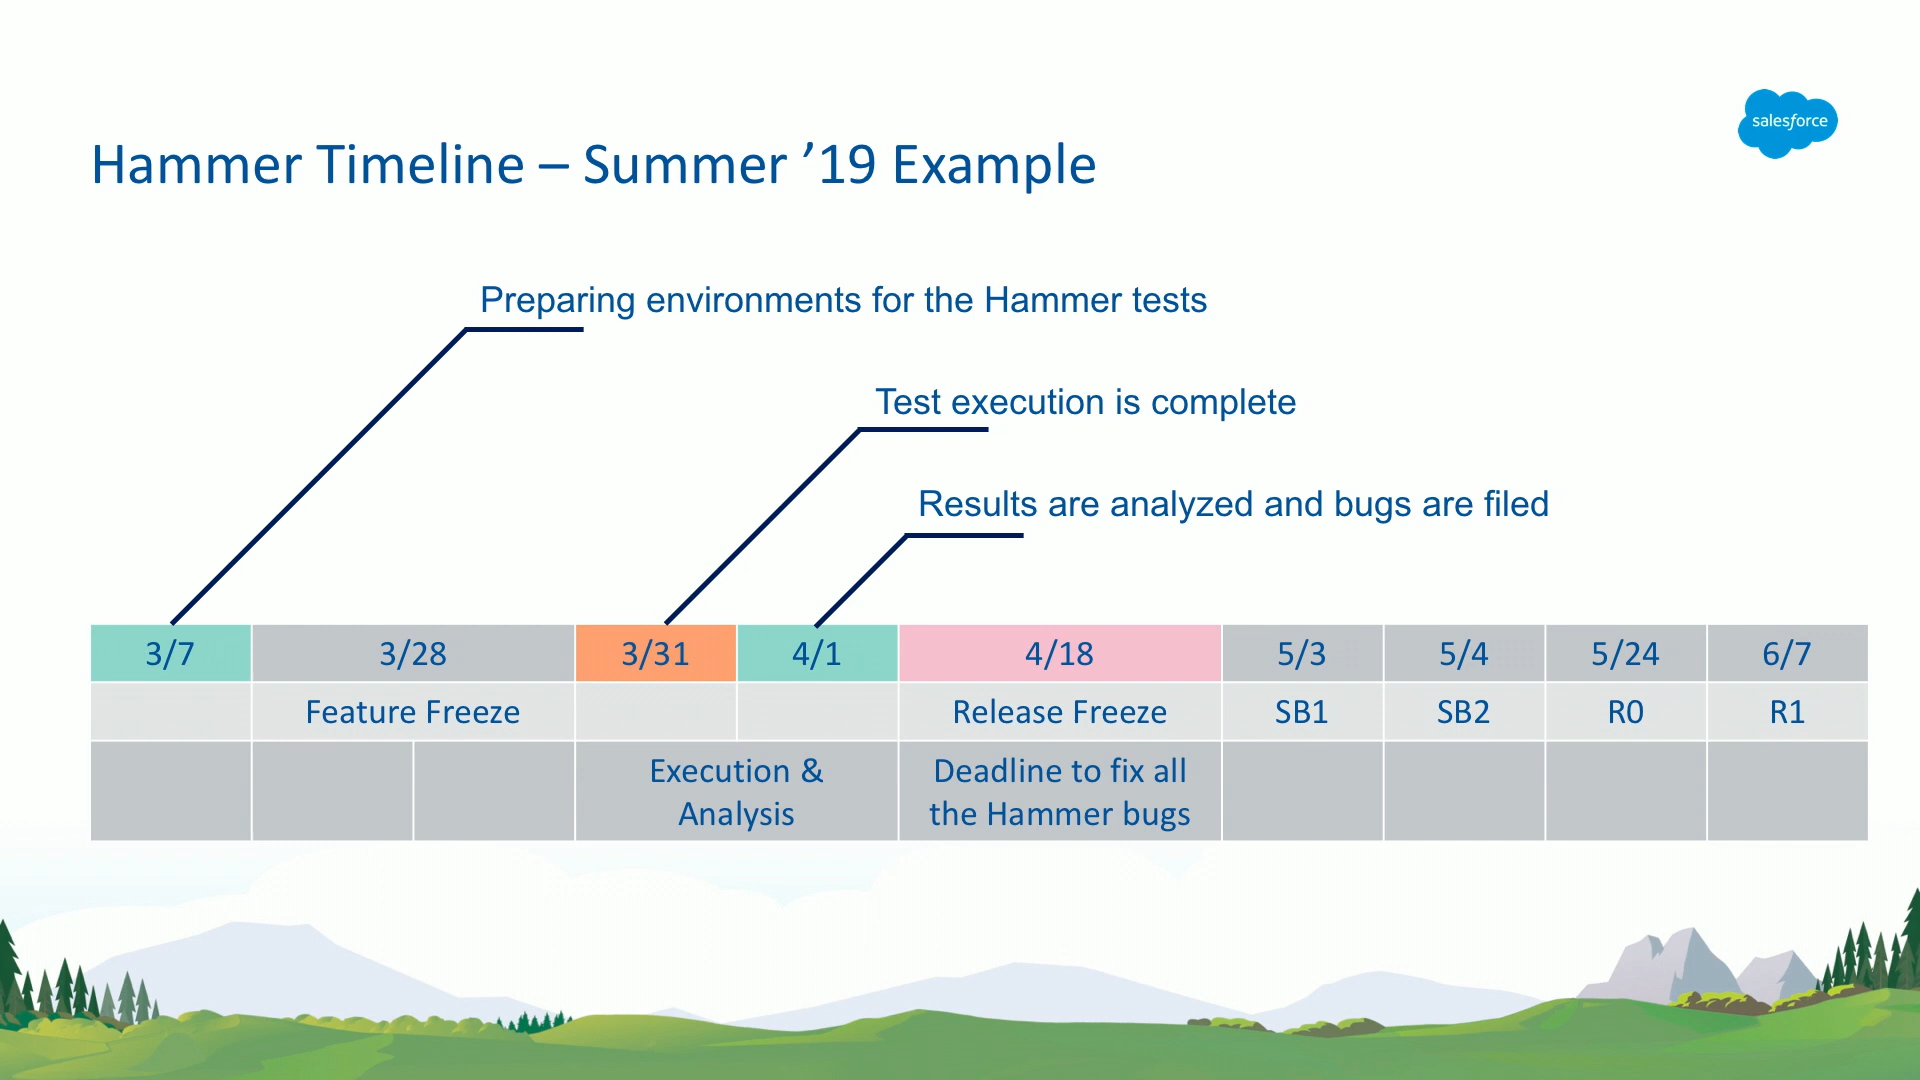 salesforce
Hammer Timeline – Summer ’19 Example
Preparing environments for the Hammer tests
Test execution is complete
Results are analyzed and bugs are filed
3/7 3/28 3/31 4/1 4/18 5/3 5/4 5/24 6/7
Feature Freeze Release Freeze SB1 SB2 R0 R1
Execution & Deadline to fix all
Analysis the Hammer bugs